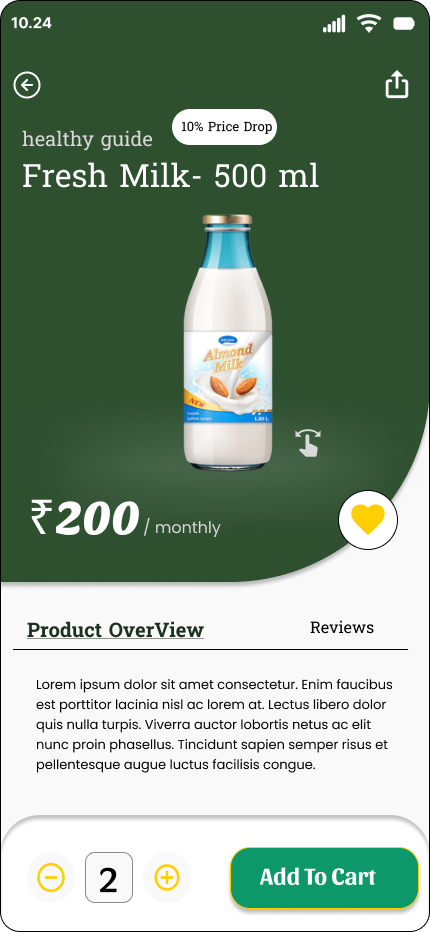 10.24
10% Price Drop
healthy guide
Fresh Milk- 500 ml
BRAND
Almond
Milk
NEW
1.00 L
₹200 / monthly
Product OverView
Reviews
Lorem ipsum dolor sit amet consectetur. Enim faucibus
est porttitor lacinia nisl ac lorem at. Lectus libero dolor
quis nulla turpis. Viverra auctor lobortis netus ac elit
nunc proin phasellus. Tincidunt sapien semper risus et
pellentesque augue luctus facilisis congue.
2
Add To Cart